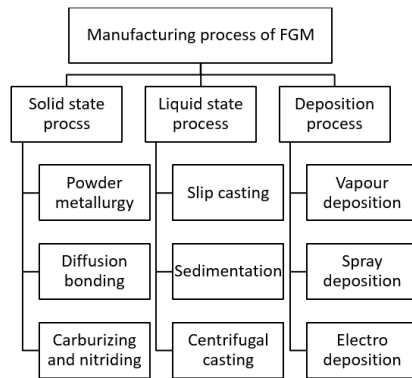 Manufacturing process of FGM
Solid state
procss
Liquid state
process
Deposition
process
Powder
metallurgy
Slip casting
Vapour
deposition
Diffusion
bonding
Sedimentation
Spray
deposition
Carburizing
and nitriding
Centrifugal
casting
Electro
deposition